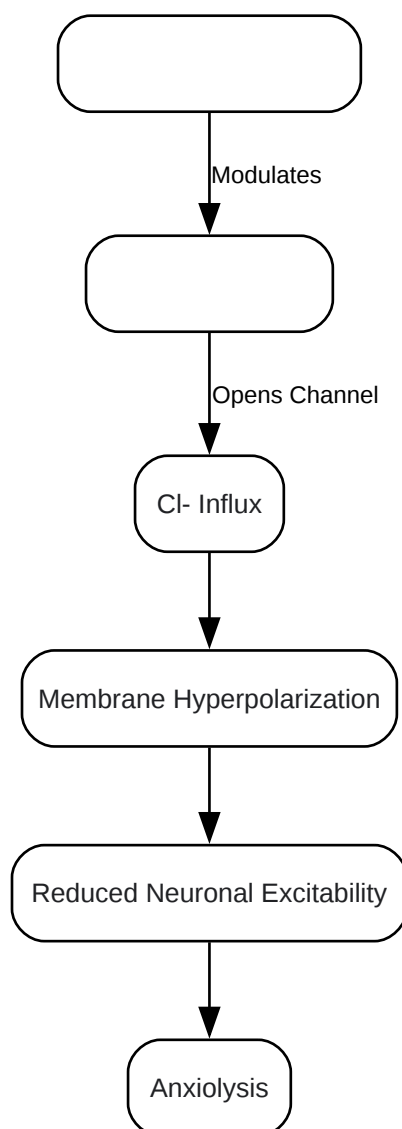 Modulates
Opens Channel
Cl- Influx
Membrane Hyperpolarization
Reduced Neuronal Excitability
Anxiolysis